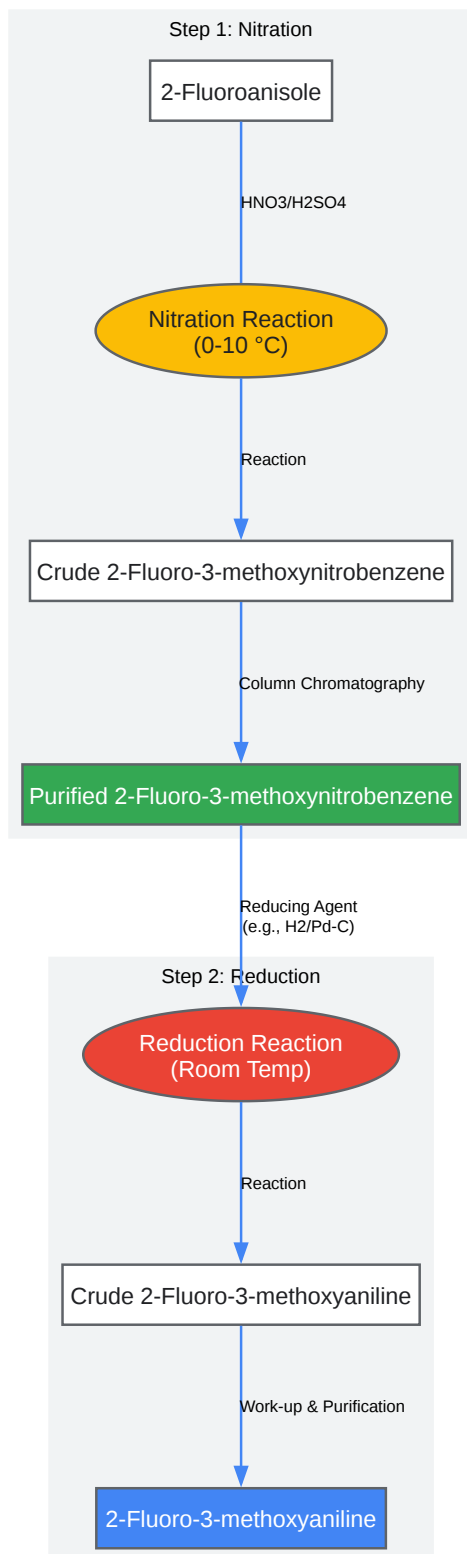 Step 1: Nitration
2-Fluoroanisole
HNO3/H2SO4
Nitration Reaction
(0-10 °C)
Reaction
Crude 2-Fluoro-3-methoxynitrobenzene
Column Chromatography
Purified 2-Fluoro-3-methoxynitrobenzene
Reducing Agent
(e.g., H2/Pd-C)
Step 2: Reduction
Reduction Reaction
(Room Temp)
Reaction
Crude 2-Fluoro-3-methoxyaniline
Work-up & Purification
2-Fluoro-3-methoxyaniline